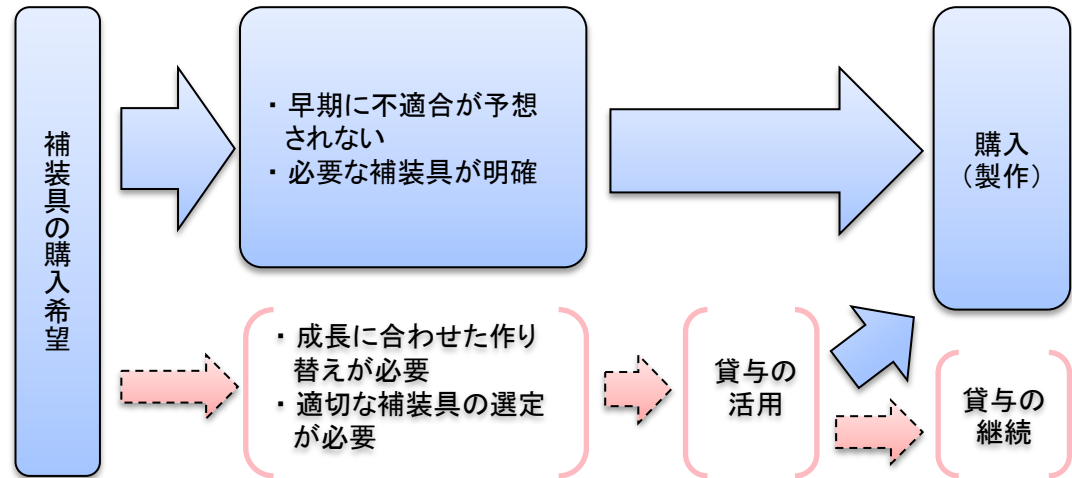 補装具の購入希望
・ 早期に不適合が予想
されない
・ 必要な補装具が明確
購入
（製作）
・ 成長に合わせた作り
替えが必要
・ 適切な補装具の選定
が必要
貸与の
活用
貸与の
継続